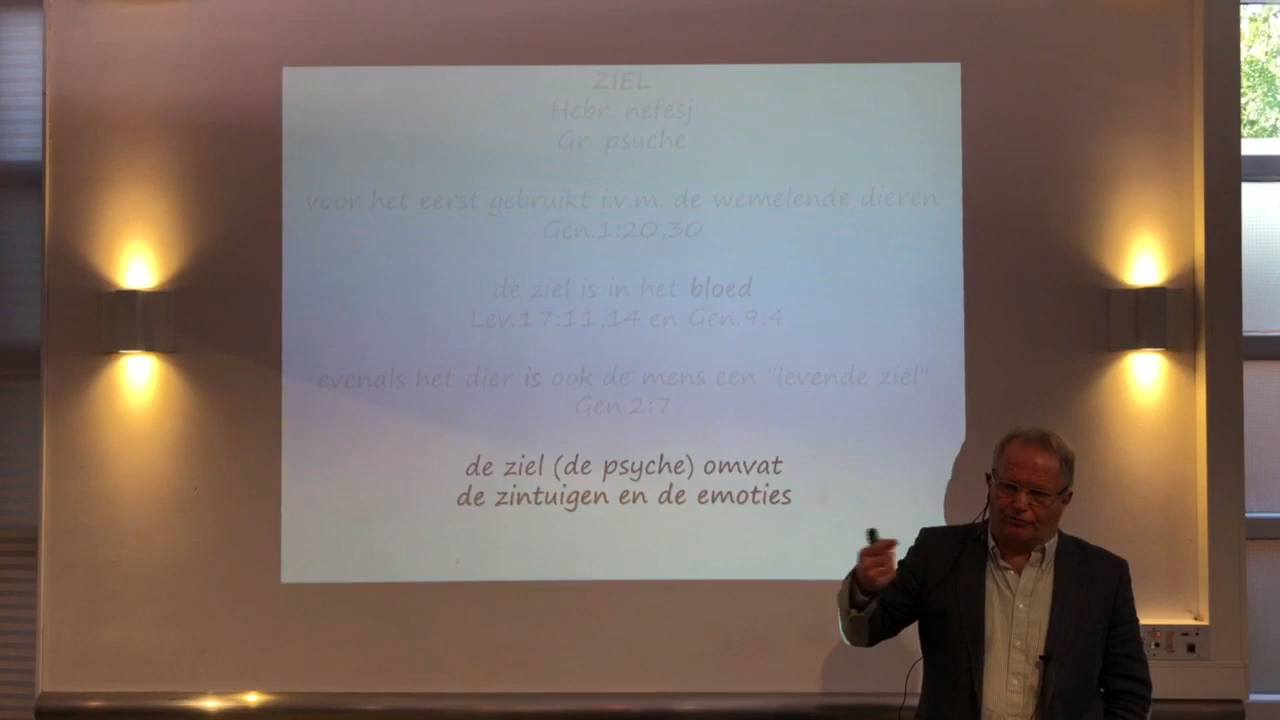 ZIEL
Hebr. nefesj
Gr. psuche
voor het eerst gebruikt i.v.m. de wemelende dieren
Gen.1:20,30
de ziel is in het bloed
Lev.17:11,14 en Gen.9:4
evenals het dier is ook de mens een "levende ziel"
Gen.2:7
de ziel (de psyche) omvat
de zintuigen en de emoties